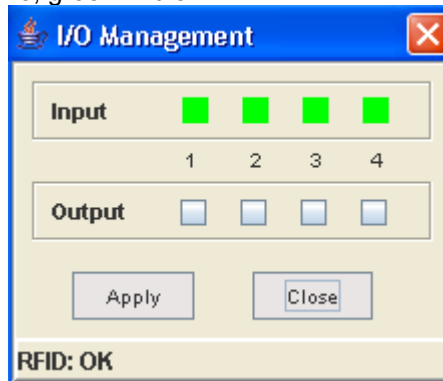 I/O Management
Input
1 2 3 4
Output
Apply Close
RFID: OK